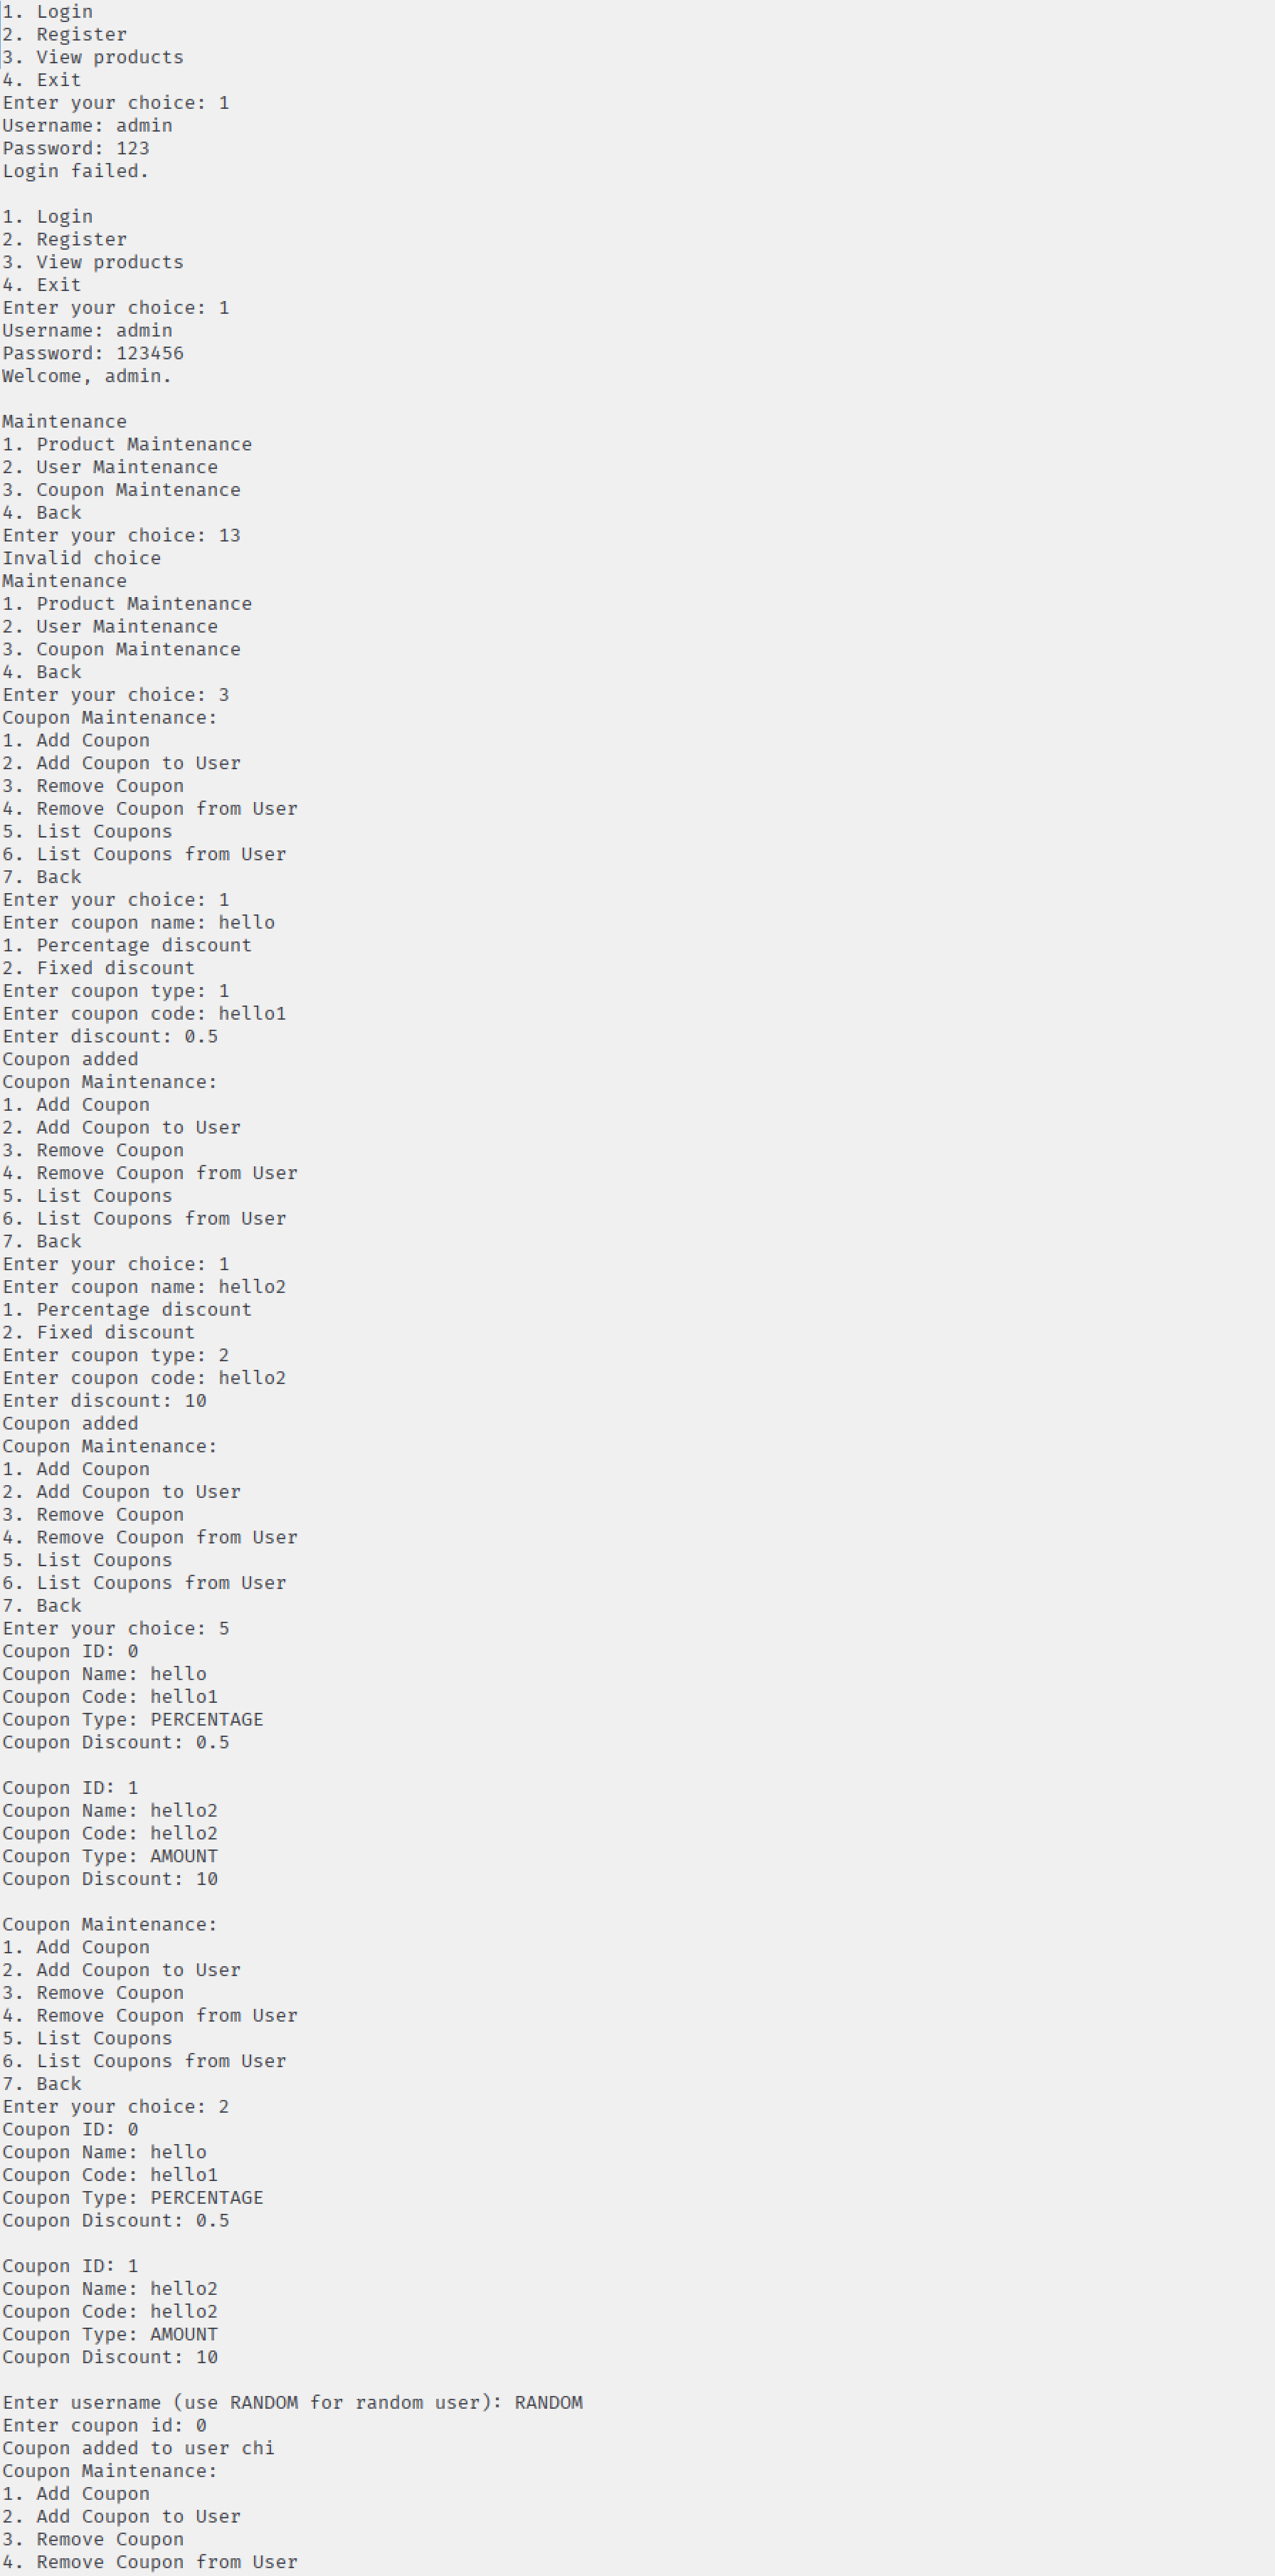 1. Login
2. Register
3. View products
4. Exit
Enter your choice: 1
Username: admin
Password: 123
Login failed.

1. Login
2. Register
3. View products
4. Exit
Enter your choice: 1
Username: admin
Password: 123456
Welcome, admin.

Maintenance
1. Product Maintenance
2. User Maintenance
3. Coupon Maintenance
4. Back
Enter your choice: 13
Invalid choice
Maintenance
1. Product Maintenance
2. User Maintenance
3. Coupon Maintenance
4. Back
Enter your choice: 3
Coupon Maintenance:
1. Add Coupon
2. Add Coupon to User
3. Remove Coupon
4. Remove Coupon from User
5. List Coupons
6. List Coupons from User
7. Back
Enter your choice: 1
Enter coupon name: hello
1. Percentage discount
2. Fixed discount
Enter coupon type: 1
Enter coupon code: hello1
Enter discount: 0.5
Coupon added
Coupon Maintenance:
1. Add Coupon
2. Add Coupon to User
3. Remove Coupon
4. Remove Coupon from User
5. List Coupons
6. List Coupons from User
7. Back
Enter your choice: 1
Enter coupon name: hello2
1. Percentage discount
2. Fixed discount
Enter coupon type: 2
Enter coupon code: hello2
Enter discount: 10
Coupon added
Coupon Maintenance:
1. Add Coupon
2. Add Coupon to User
3. Remove Coupon
4. Remove Coupon from User
5. List Coupons
6. List Coupons from User
7. Back
Enter your choice: 5
Coupon ID: 0
Coupon Name: hello
Coupon Code: hello1
Coupon Type: PERCENTAGE
Coupon Discount: 0.5

Coupon ID: 1
Coupon Name: hello2
Coupon Code: hello2
Coupon Type: AMOUNT
Coupon Discount: 10

Coupon Maintenance:
1. Add Coupon
2. Add Coupon to User
3. Remove Coupon
4. Remove Coupon from User
5. List Coupons
6. List Coupons from User
7. Back
Enter your choice: 2
Coupon ID: 0
Coupon Name: hello
Coupon Code: hello1
Coupon Type: PERCENTAGE
Coupon Discount: 0.5

Coupon ID: 1
Coupon Name: hello2
Coupon Code: hello2
Coupon Type: AMOUNT
Coupon Discount: 10

Enter username (use RANDOM for random user): RANDOM
Enter coupon id: 0
Coupon added to user chi
Coupon Maintenance:
1. Add Coupon
2. Add Coupon to User
3. Remove Coupon
4. Remove Coupon from User